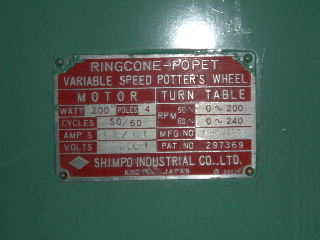 RINGCONE-POPET
VARIABLE SPEED POTTER'S WHEEL
MOTOR TURN TABLE
WATT 200 POLES 4 RPM 50~ 0~200
CYCLES 50/60 60~ 0~240
AMP'S MFG.NO
VOLTS PAT NO 297369
SHIMPO INDUSTRIAL CO.,LTD.
JAPAN